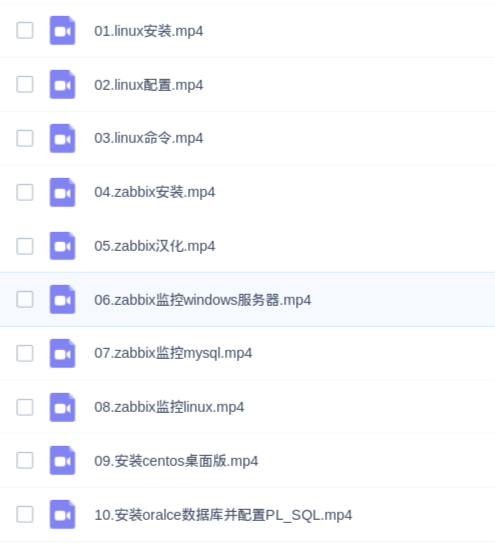 01.linux安装.mp4
02.linux配置.mp4
03.linux命令.mp4
04.zabbix安装.mp4
05.zabbix汉化.mp4
06.zabbix监控windows服务器.mp4
07.zabbix监控mysql.mp4
08.zabbix监控linux.mp4
09.安装centos桌面版.mp4
10.安装oralce数据库并配置PL_SQL.mp4